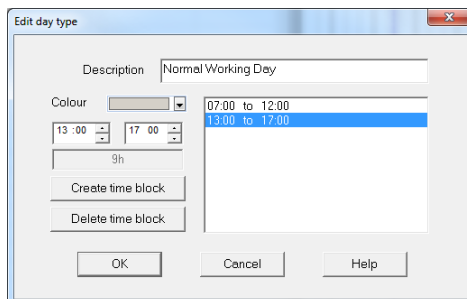 Edit day type
Description Normal Working Day
Colour
07:00 to 12:00
13:00 to 17:00
13 :00 17 00
9h
Create time block
Delete time block
OK Cancel Help